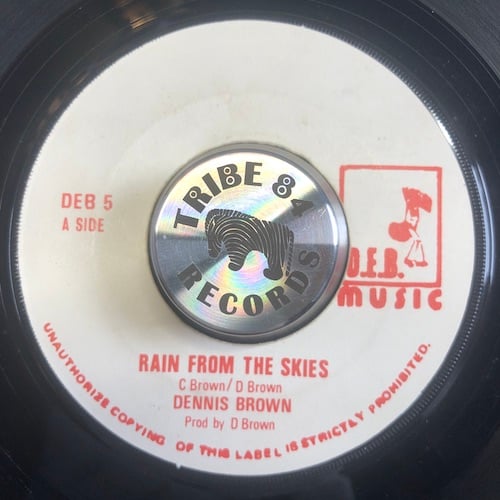 TRIBE 84
RECORDS
DEB 5
A SIDE
D.E.B.
MUSIC
RAIN FROM THE SKIES
C Brown/D Brown
DENNIS BROWN
Prod by D Brown
UNAUTHORIZE COPYING OF THIS LABEL IS STRICTLY PROHIBITED.